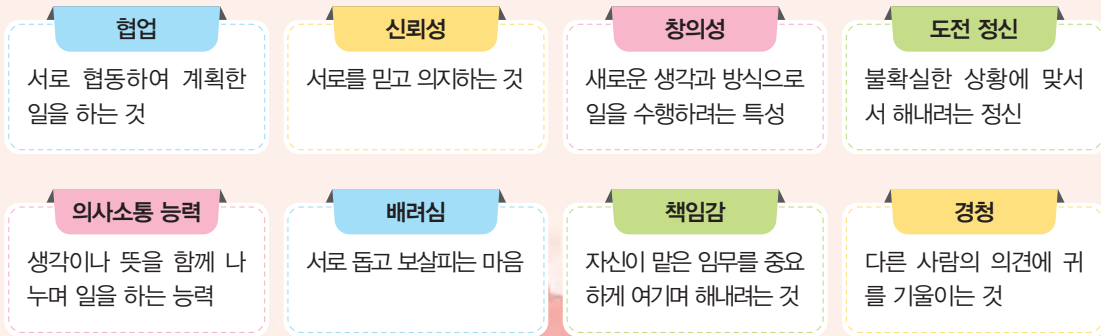 협업
서로 협동하여 계획한
일을 하는 것
신뢰성
서로를 믿고 의지하는 것
창의성
새로운 생각과 방식으로
일을 수행하려는 특성
도전 정신
불확실한 상황에 맞서
서 해내려는 정신
의사소통 능력
생각이나 뜻을 함께 나
누며 일을 하는 능력
배려심
서로 돕고 보살피는 마음
책임감
자신이 맡은 임무를 중요
하게 여기며 해내려는 것
경청
다른 사람의 의견에 귀
를 기울이는 것